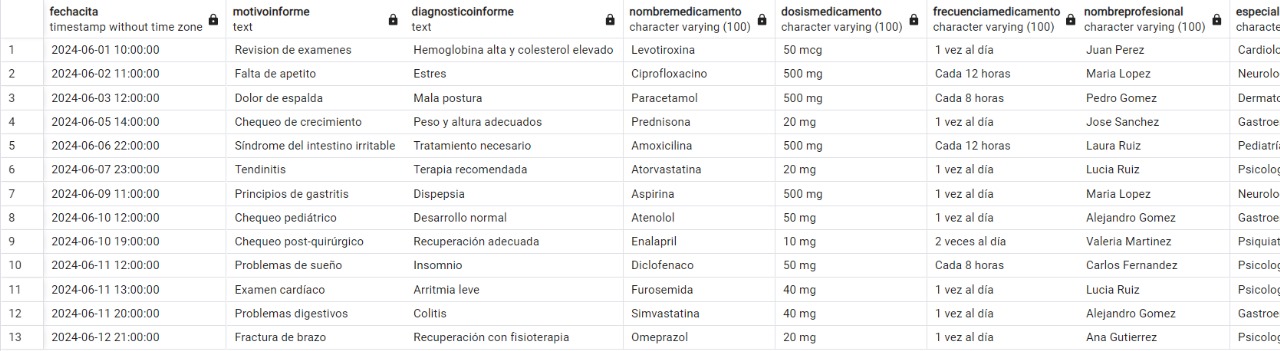 fechacita motivoinforme diagnosticoinforme nombremedicamento dosismedicamento frecuenciamedicamento nombreprofesional
timestamp without time zone text text character varying (100) character varying (100) character varying (100) character varying (100)
1 2024-06-01 10:00:00 Revision de examenes Hemoglobina alta y colesterol elevado Levotiroxina 50 mcg 1 vez al día Juan Perez
2 2024-06-02 11:00:00 Falta de apetito Estres Ciprofloxacino 500 mg Cada 12 horas Maria Lopez
3 2024-06-03 12:00:00 Dolor de espalda Mala postura Paracetamol 500 mg Cada 8 horas Pedro Gomez
4 2024-06-05 14:00:00 Chequeo de crecimiento Peso y altura adecuados Prednisona 20 mg 1 vez al día Jose Sanchez
5 2024-06-06 22:00:00 Síndrome del intestino irritable Tratamiento necesario Amoxicilina 500 mg Cada 12 horas Laura Ruiz
6 2024-06-07 23:00:00 Tendinitis Terapia recomendada Atorvastatina 20 mg 1 vez al día Lucia Ruiz
7 2024-06-09 11:00:00 Principios de gastritis Dispepsia Aspirina 500 mg 1 vez al día Maria Lopez
8 2024-06-10 12:00:00 Chequeo pediátrico Desarrollo normal Atenolol 50 mg 1 vez al día Alejandro Gomez
9 2024-06-10 19:00:00 Chequeo post-quirúrgico Recuperación adecuada Enalapril 10 mg 2 veces al día Valeria Martinez
10 2024-06-11 12:00:00 Problemas de sueño Insomnio Diclofenaco 50 mg Cada 8 horas Carlos Fernandez
11 2024-06-11 13:00:00 Examen cardíaco Arritmia leve Furosemida 40 mg 1 vez al día Lucia Ruiz
12 2024-06-11 20:00:00 Problemas digestivos Colitis Simvastatina 40 mg 1 vez al día Alejandro Gomez
13 2024-06-12 21:00:00 Fractura de brazo Recuperación con fisioterapia Omeprazol 20 mg 1 vez al día Ana Gutierrez